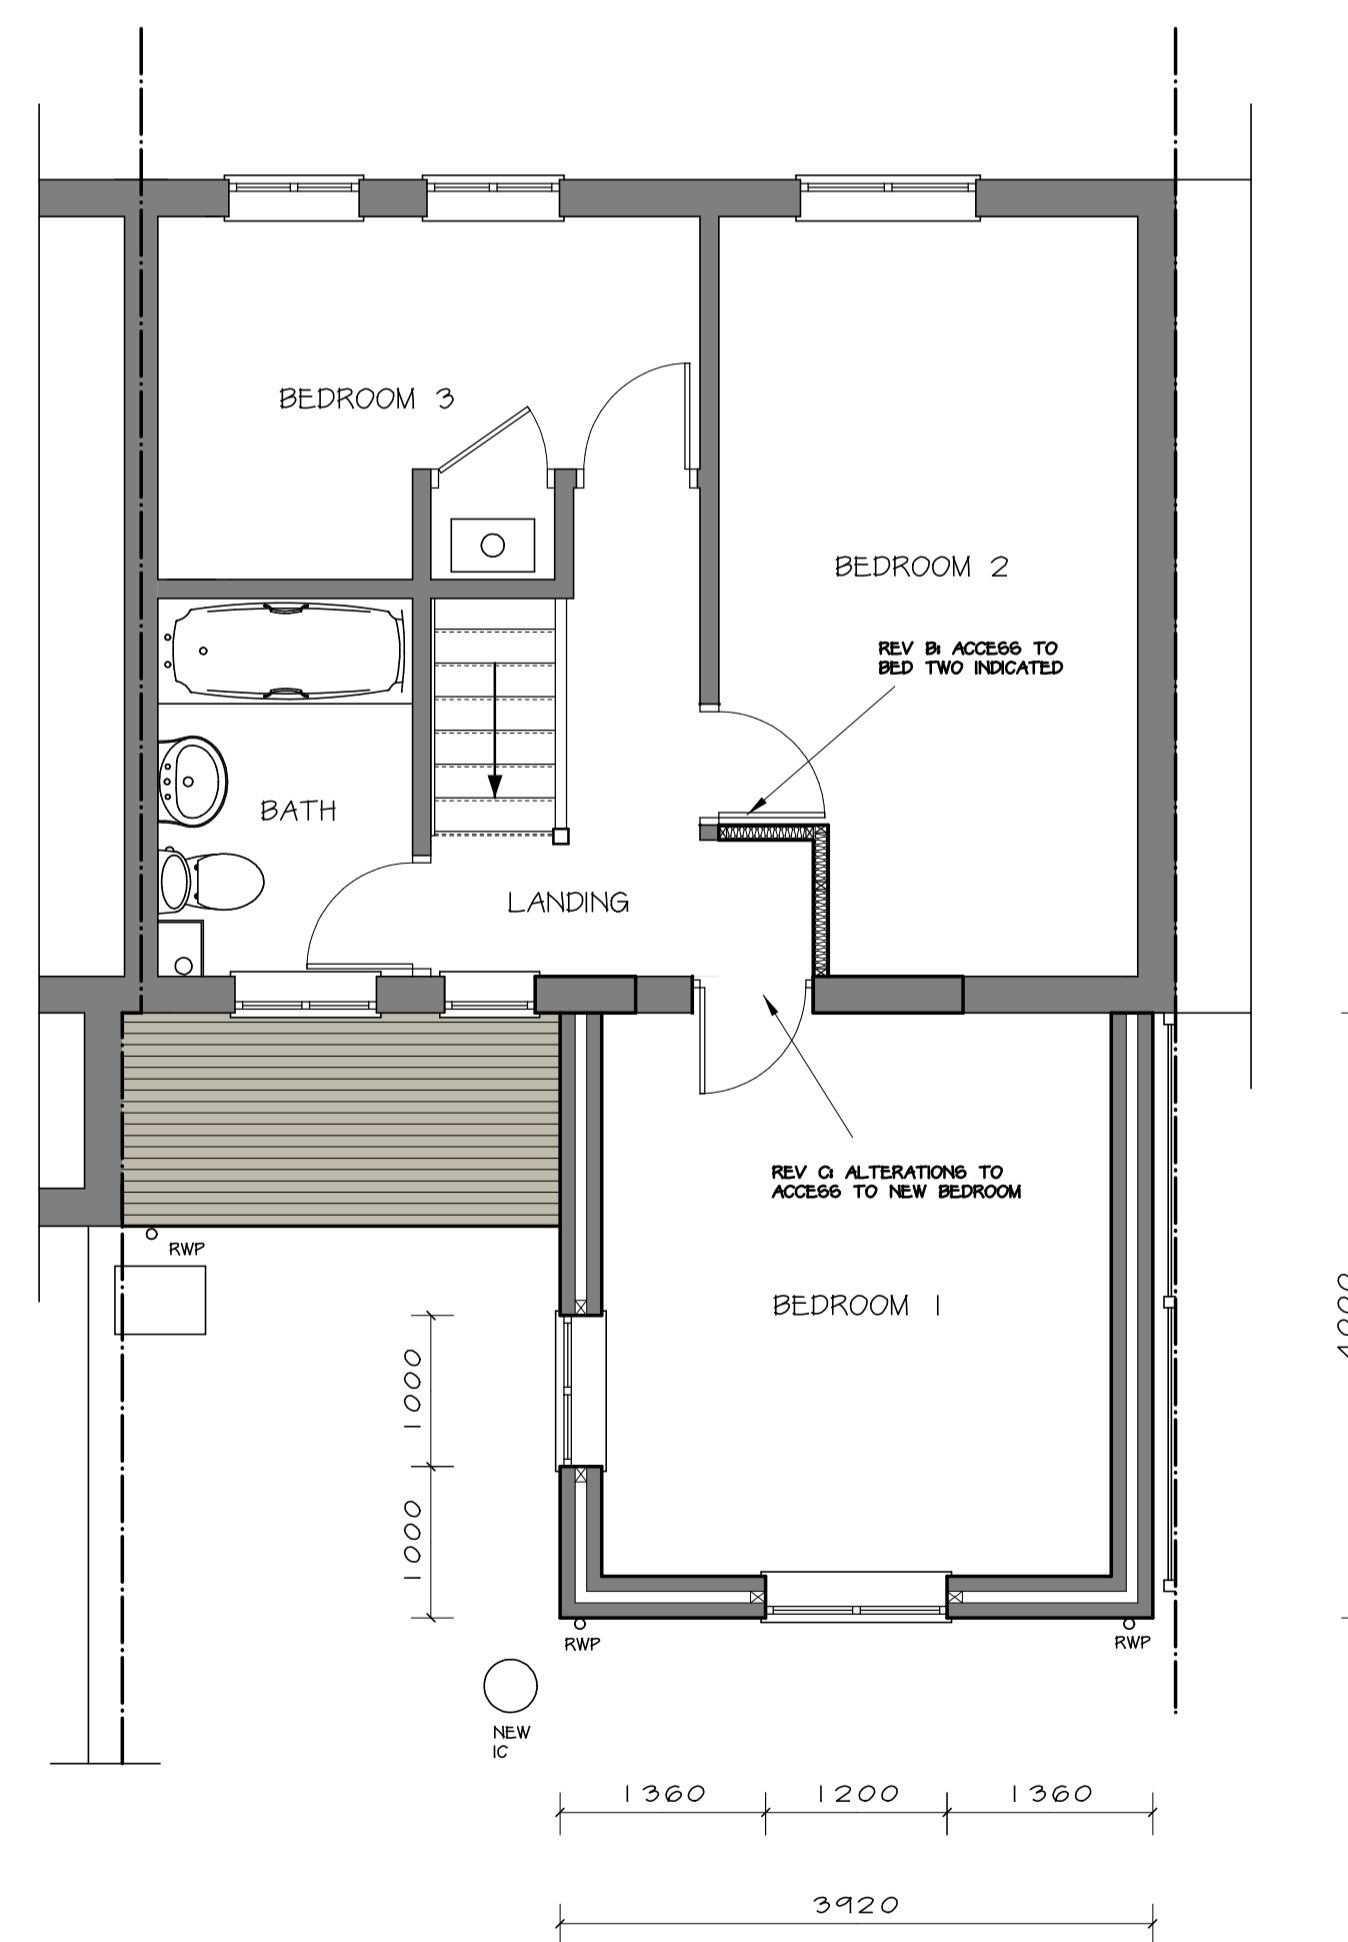 BEDROOM 3
BEDROOM 2
REV B: ACCESS TO
BED TWO INDICATED
BATH
LANDING
REV C: ALTERATIONS TO
ACCESS TO NEW BEDROOM
RWP
BEDROOM 1
4000
1000
1000
RWP
RWP
NEW
IC
1360 1200 1360
3920